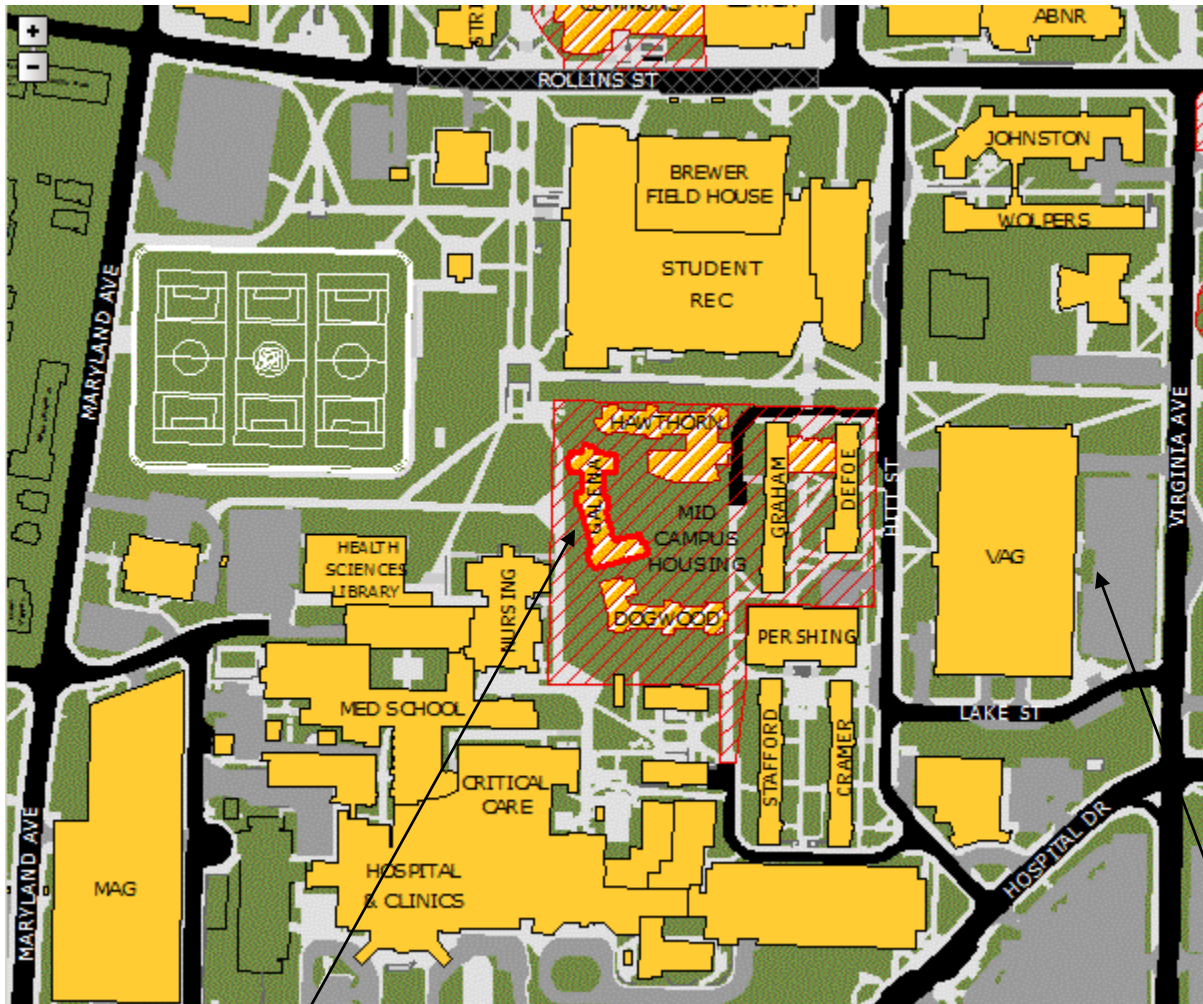 COMMONS
ABNR
+
-
ROLLINS ST
JOHNSTON
BREWER
FIELD HOUSE
WOLPERS
STUDENT
REC
MARYLAND AVE
VIRGINIA AVE
HAWTHORN
GALENA
GRAHAM
DEFOE
HITT ST
MID
CAMPUS
HOUSING
VAG
HEALTH
SCIENCES
LIBRARY
NURSING
DOGWOOD
PERSHING
MED SCHOOL
LAKE ST
STAFFORD
CRAMER
CRITICAL
CARE
HOSPITAL DR
HOSPITAL
& CLINICS
MAG
MARYLAND AVE